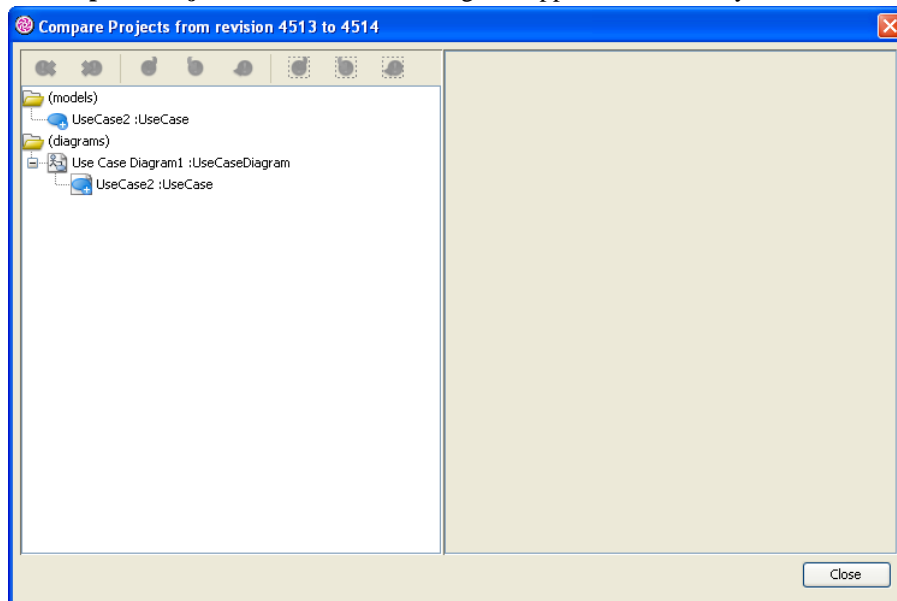 Compare Projects from revision 4513 to 4514
(models)
UseCase2 :UseCase
(diagrams)
Use Case Diagram1 :UseCaseDiagram
UseCase2 :UseCase
Close